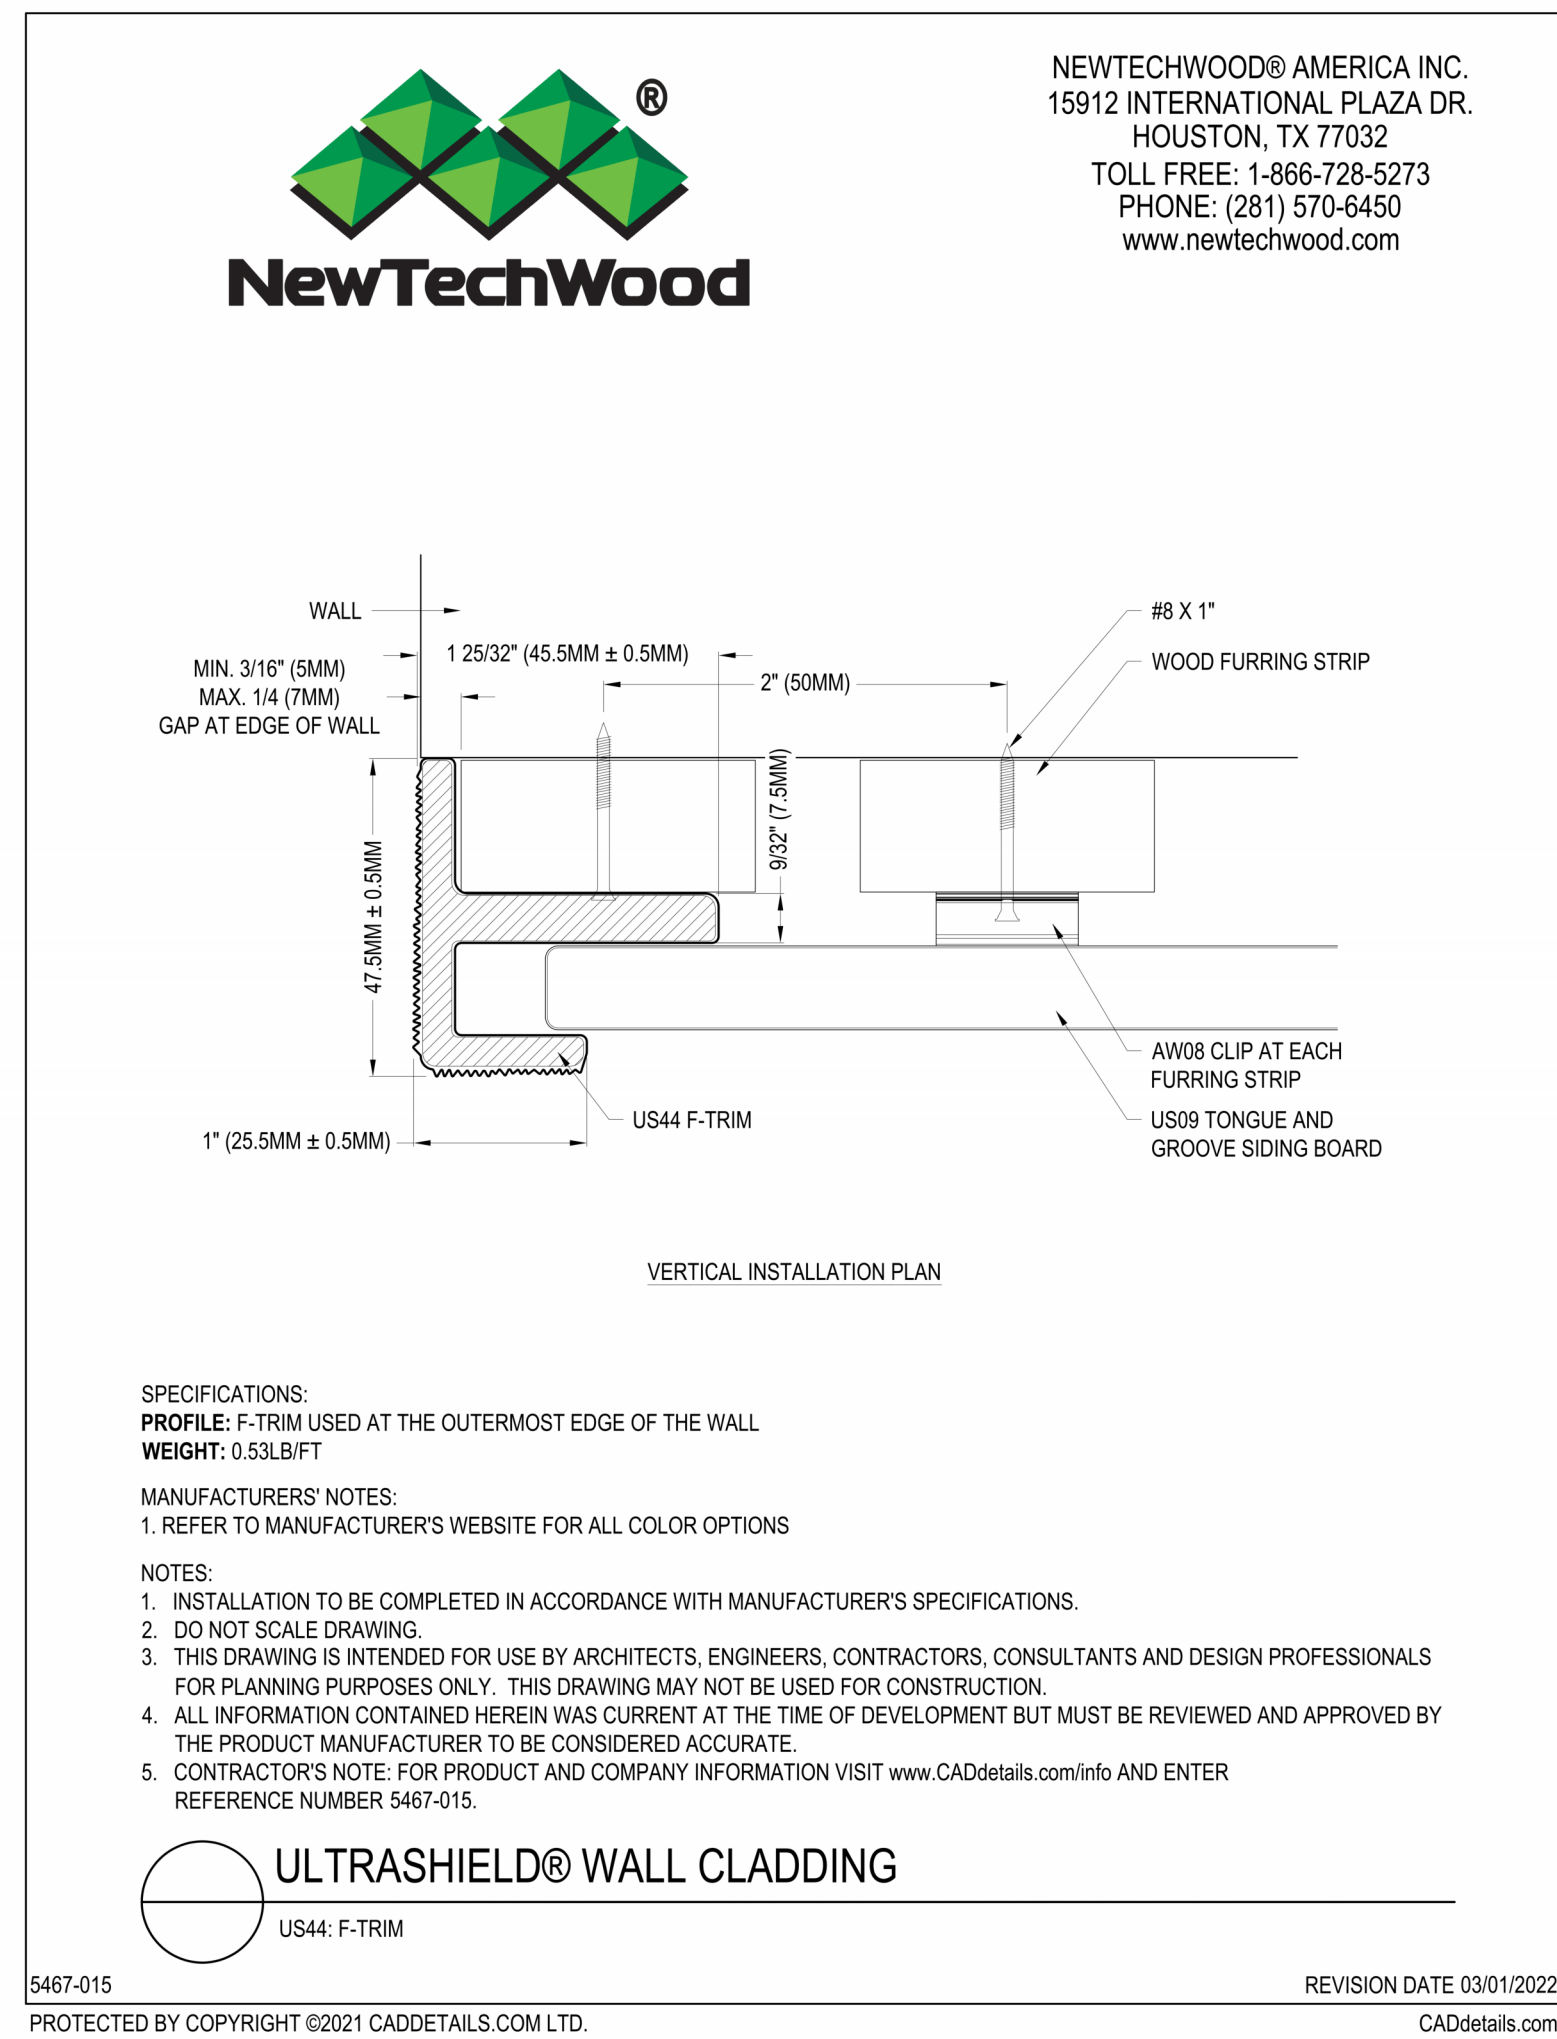 NEWTECHWOOD® AMERICA INC.
15912 INTERNATIONAL PLAZA DR.
HOUSTON, TX 77032
TOLL FREE: 1-866-728-5273
PHONE: (281) 570-6450
www.newtechwood.com
®
NewTechWood
WALL
MIN. 3/16" (5MM)
MAX. 1/4 (7MM)
GAP AT EDGE OF WALL
1 25/32" (45.5MM ± 0.5MM)
2" (50MM)
#8 X 1"
WOOD FURRING STRIP
9/32" (7.5MM)
47.5MM ± 0.5MM
AW08 CLIP AT EACH
FURRING STRIP
US09 TONGUE AND
GROOVE SIDING BOARD
US44 F-TRIM
1" (25.5MM ± 0.5MM)
VERTICAL INSTALLATION PLAN
SPECIFICATIONS:
PROFILE: F-TRIM USED AT THE OUTERMOST EDGE OF THE WALL
WEIGHT: 0.53LB/FT
MANUFACTURERS' NOTES:
1. REFER TO MANUFACTURER'S WEBSITE FOR ALL COLOR OPTIONS
NOTES:
1. INSTALLATION TO BE COMPLETED IN ACCORDANCE WITH MANUFACTURER'S SPECIFICATIONS.
2. DO NOT SCALE DRAWING.
3. THIS DRAWING IS INTENDED FOR USE BY ARCHITECTS, ENGINEERS, CONTRACTORS, CONSULTANTS AND DESIGN PROFESSIONALS
FOR PLANNING PURPOSES ONLY. THIS DRAWING MAY NOT BE USED FOR CONSTRUCTION.
4. ALL INFORMATION CONTAINED HEREIN WAS CURRENT AT THE TIME OF DEVELOPMENT BUT MUST BE REVIEWED AND APPROVED BY
THE PRODUCT MANUFACTURER TO BE CONSIDERED ACCURATE.
5. CONTRACTOR'S NOTE: FOR PRODUCT AND COMPANY INFORMATION VISIT www.CADdetails.com/info AND ENTER
REFERENCE NUMBER 5467-015.
ULTRASHIELD® WALL CLADDING
US44: F-TRIM
5467-015
REVISION DATE 03/01/2022
PROTECTED BY COPYRIGHT ©2021 CADDETAILS.COM LTD.
CADdetails.com